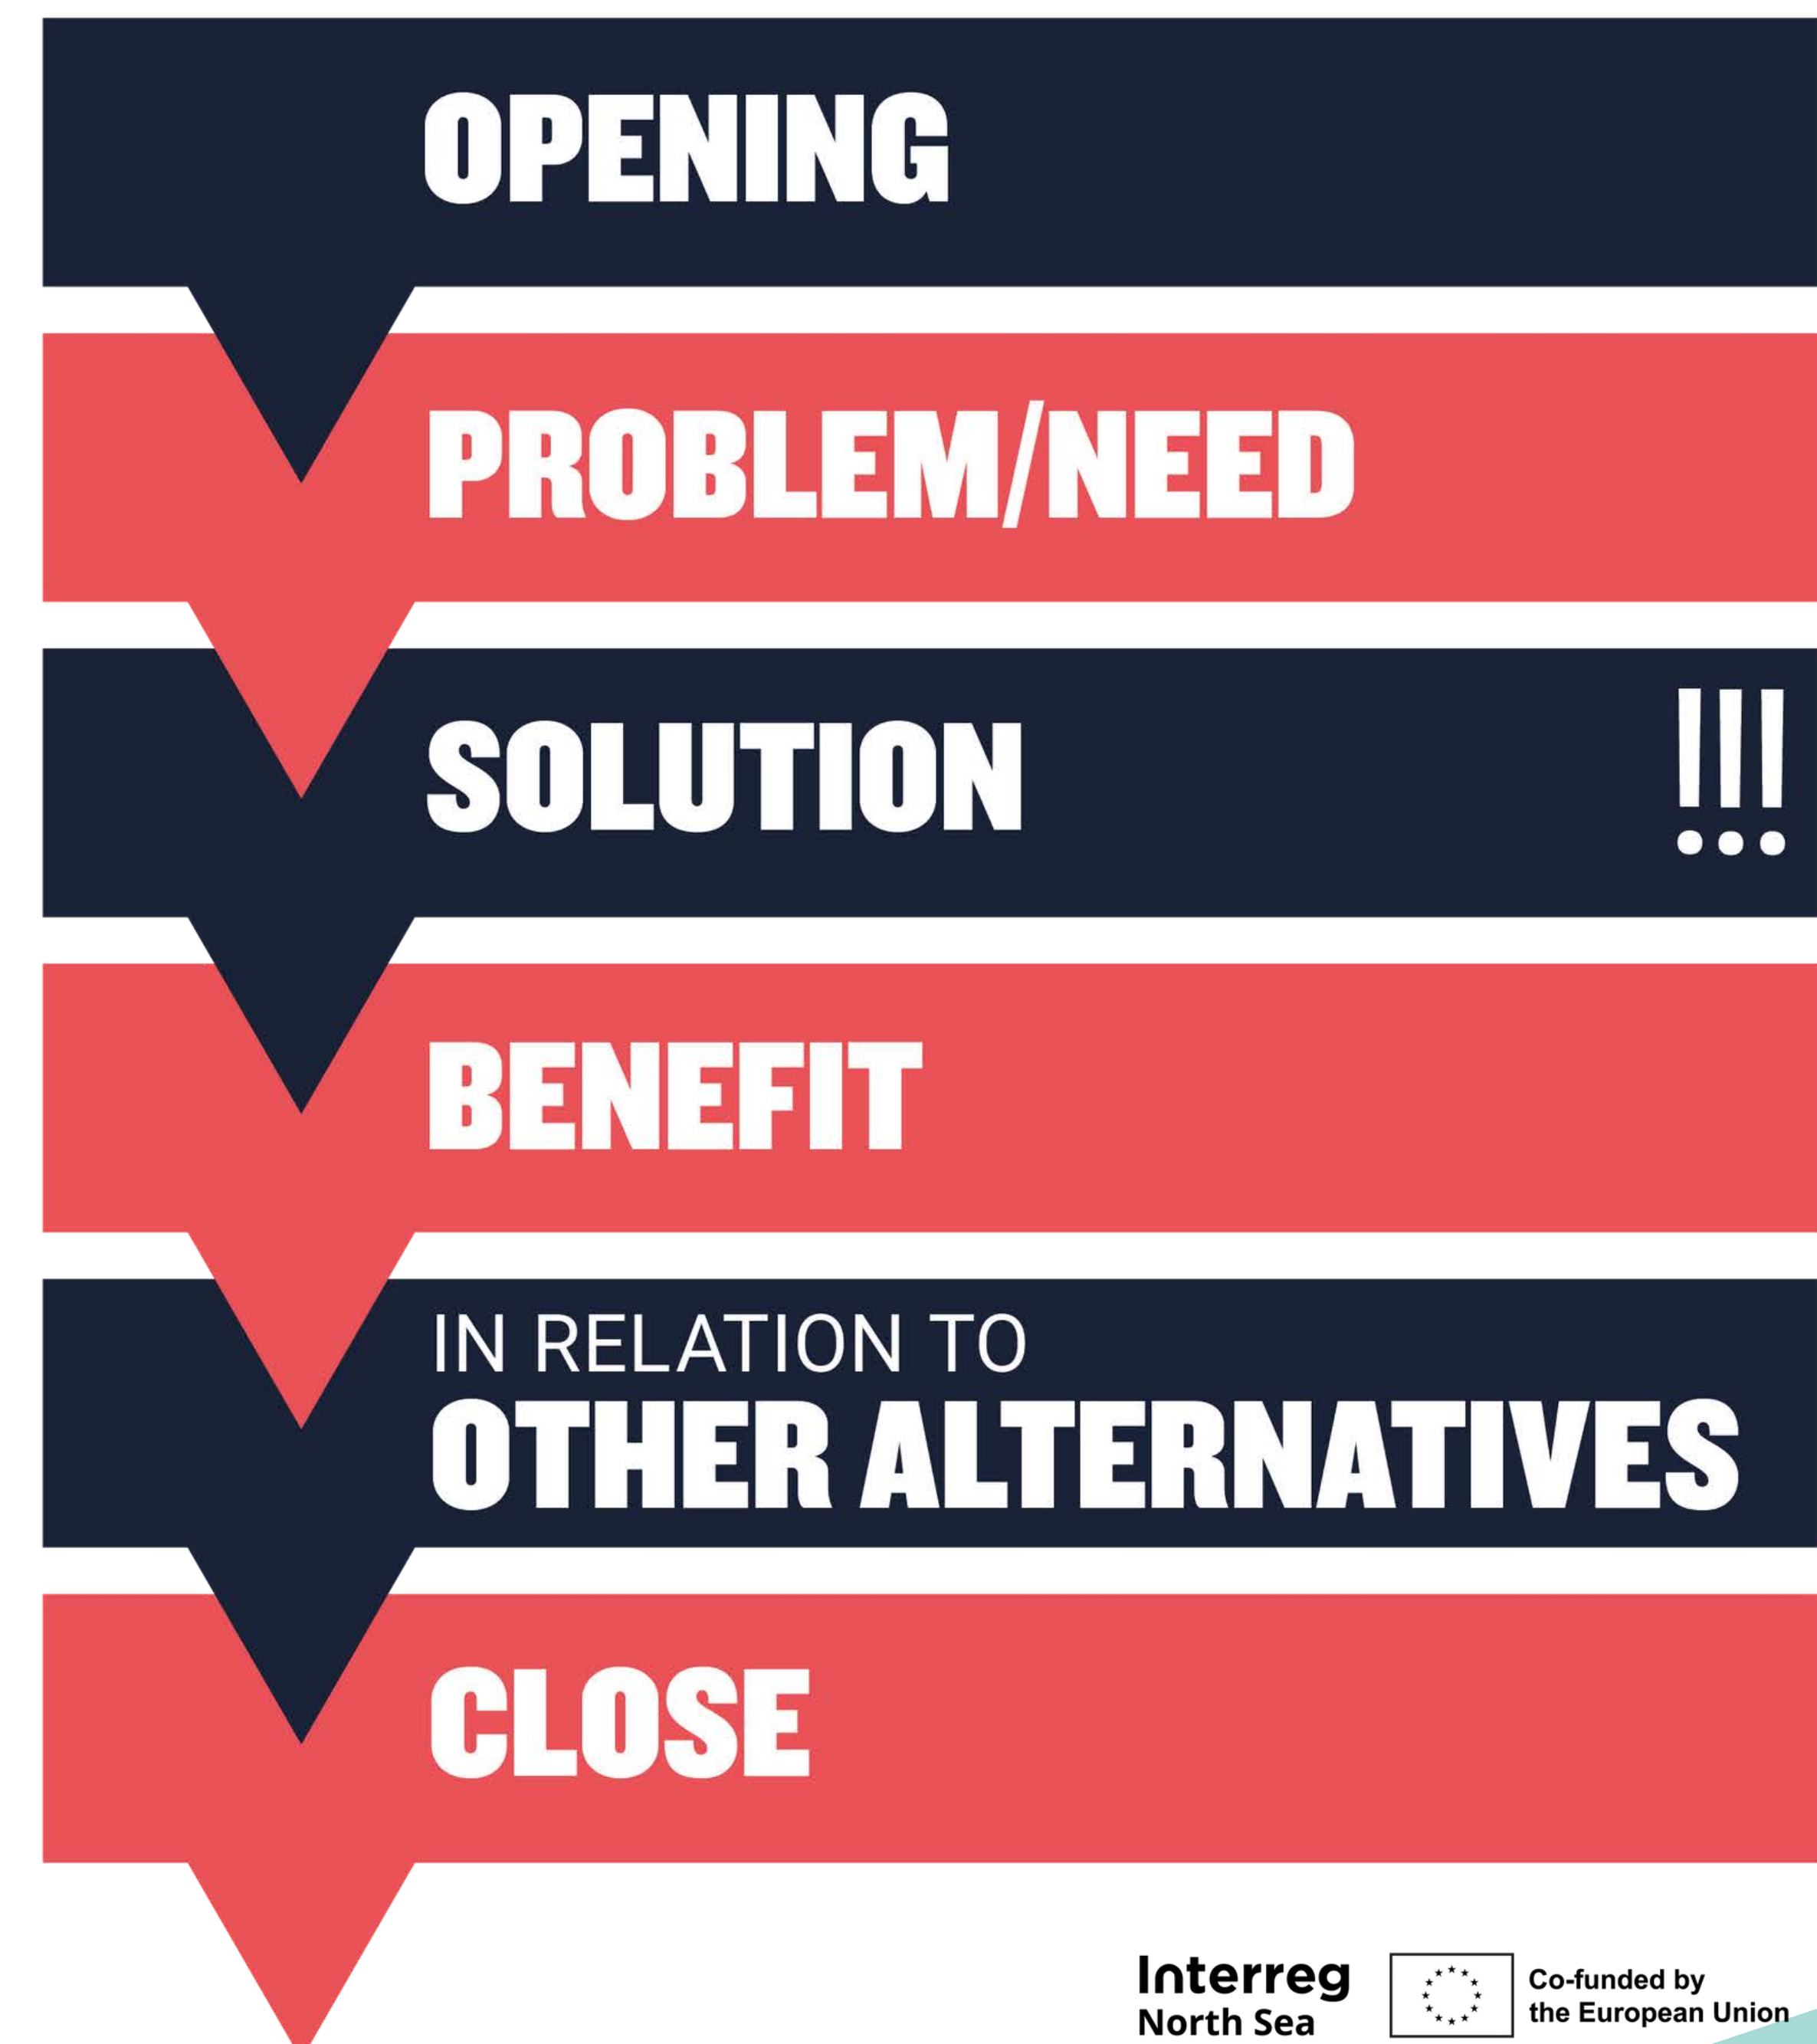 OPENING
PROBLEM/NEED
SOLUTION !!!
BENEFIT
IN RELATION TO
OTHER ALTERNATIVES
CLOSE
Interreg
North Sea
Co-funded by
the European Union